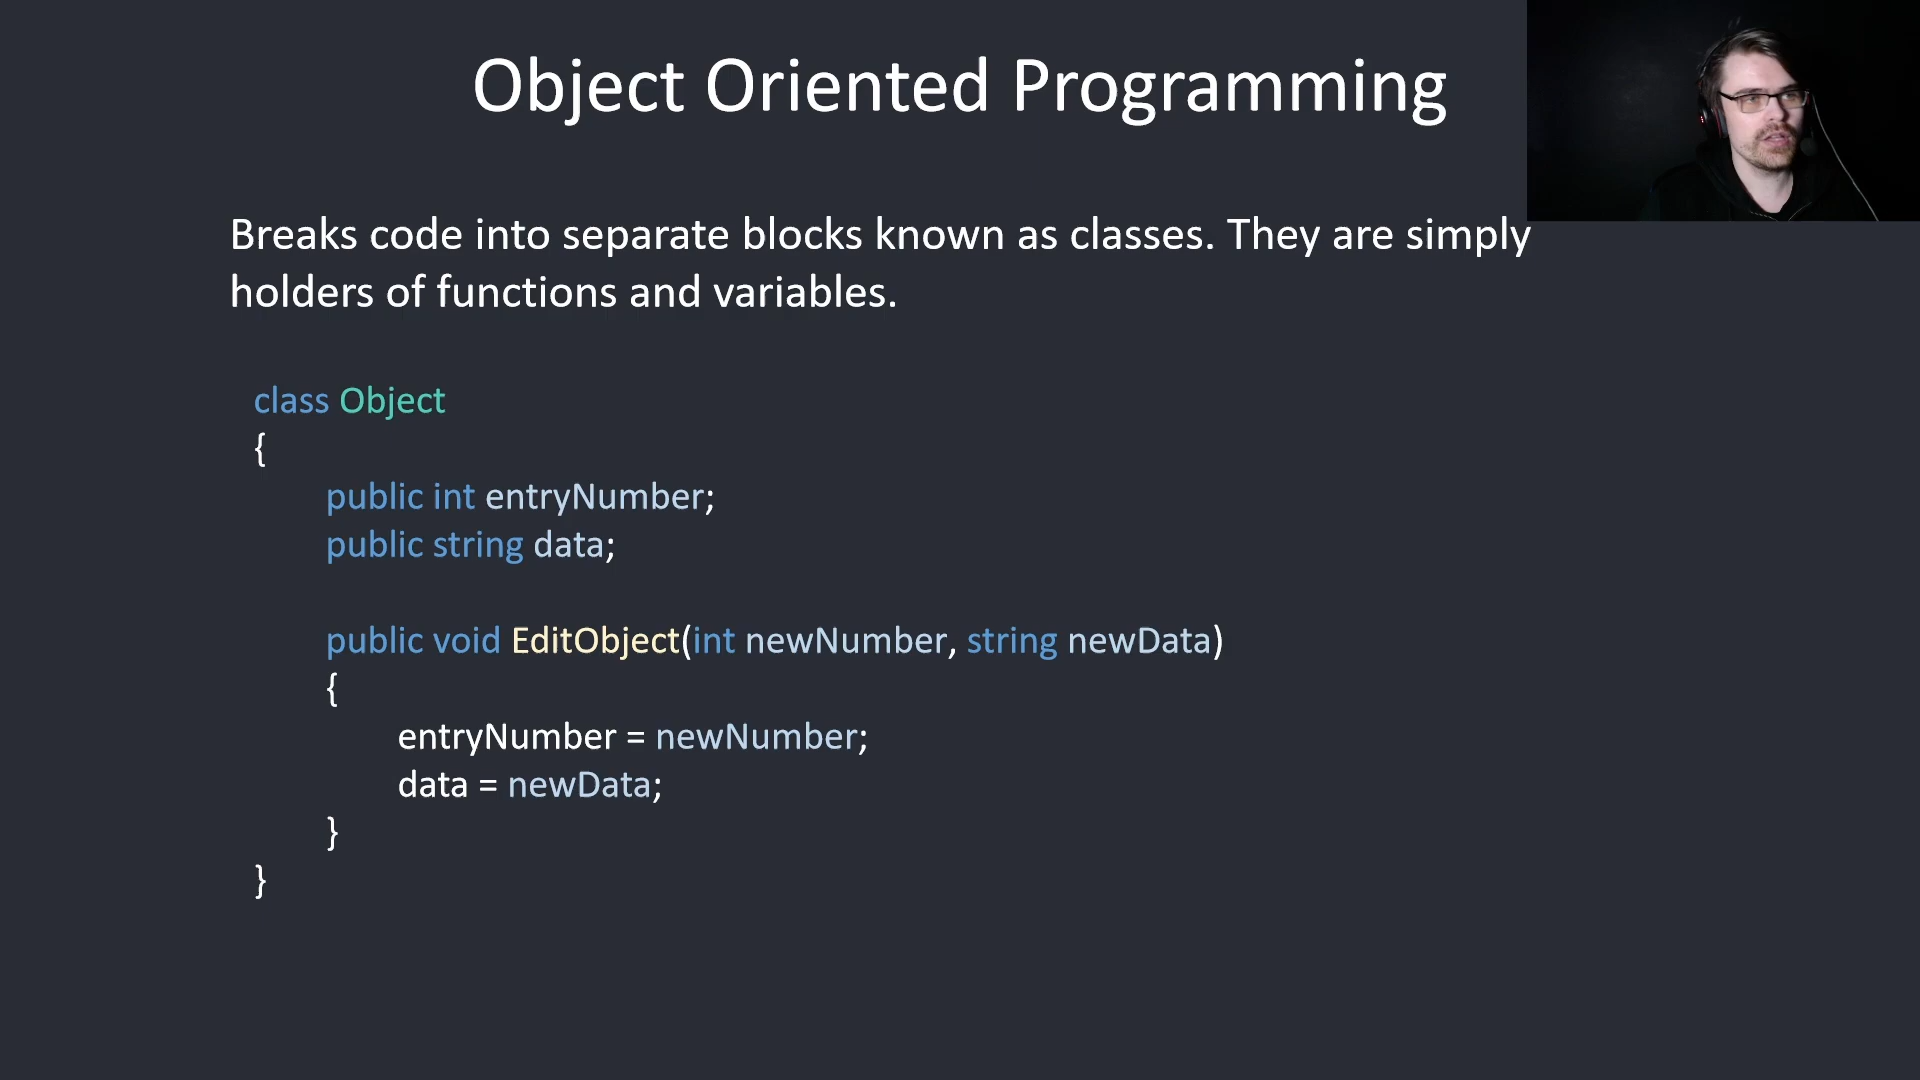 Object Oriented Programming
Breaks code into separate blocks known as classes. They are simply
holders of functions and variables.
class Object
{
public int entryNumber;
public string data;
public void EditObject(int newNumber, string newData)
{
entryNumber = newNumber;
data = newData;
}
}